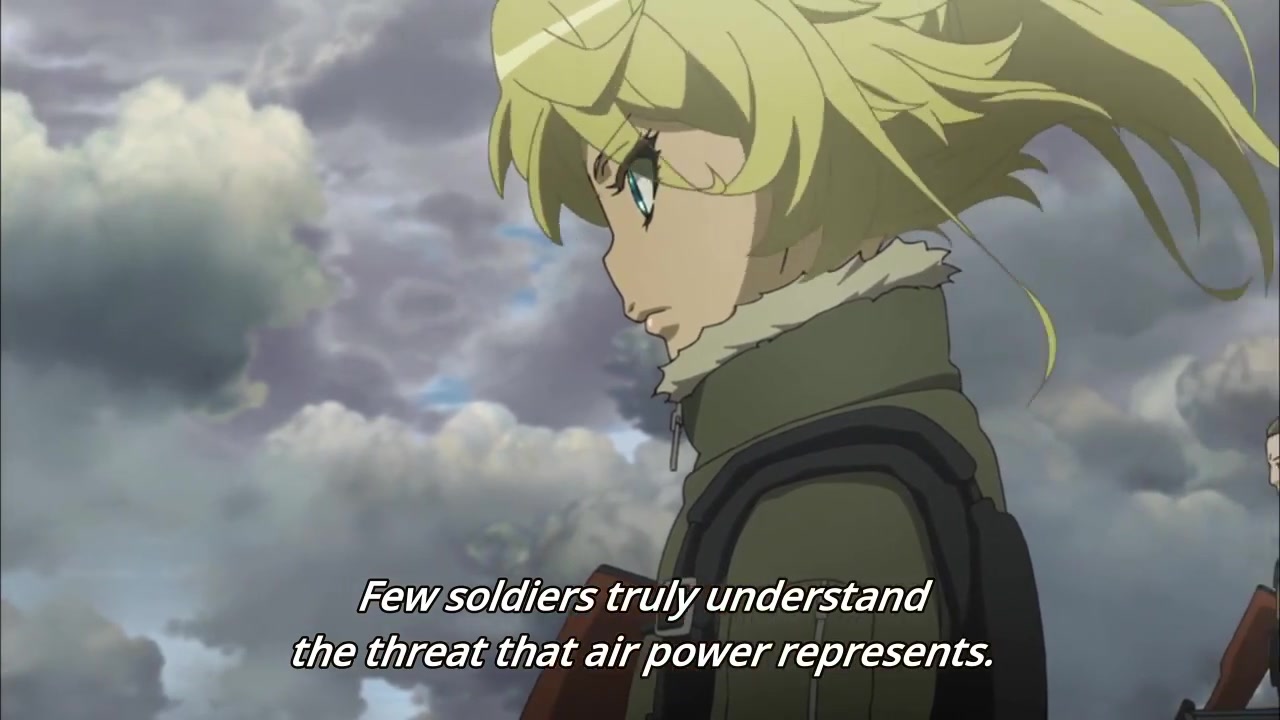 Few soldiers truly understand
the threat that air power represents.